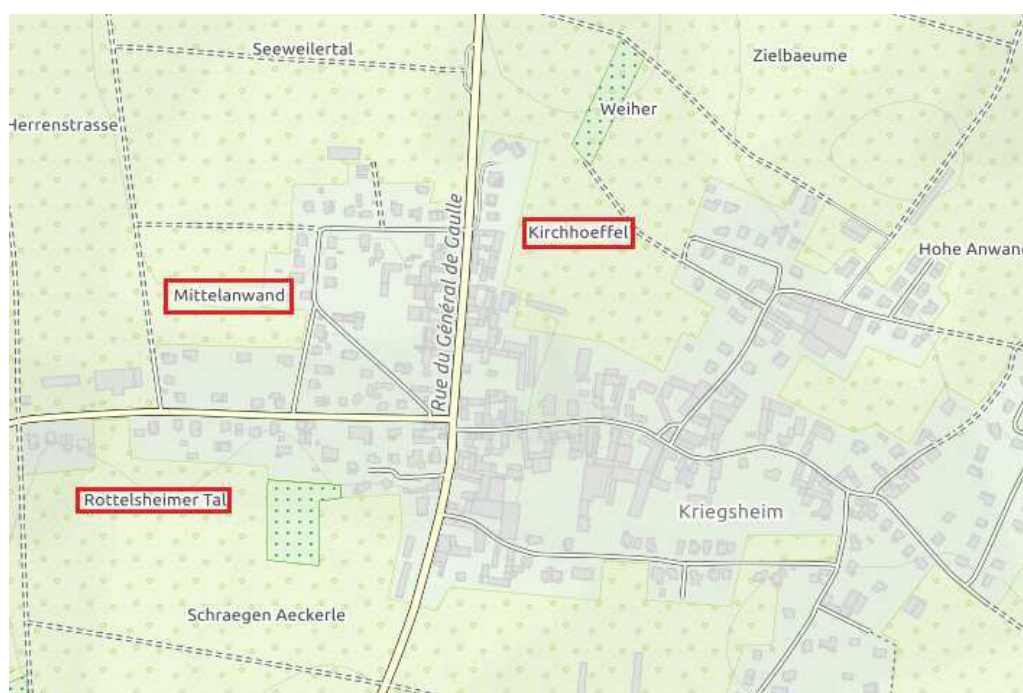 Seeweilertal
Zielbaeume
Weiher
Herrenstrasse
Kirchhoeffel
Hohe Anwand
Mittelanwand
Rue du Général de Gaulle
Rottelsheimer Tal
Kriegsheim
Schraegen Aeckerle